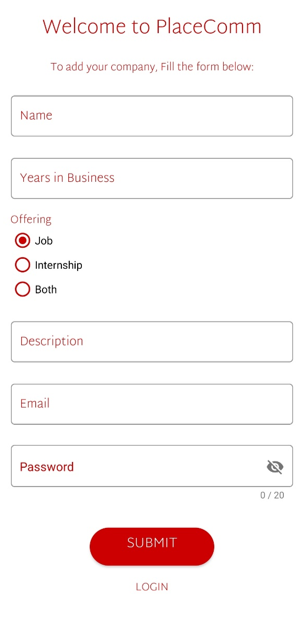 Welcome to PlaceComm
To add your company, Fill the form below:
Name
Years in Business
Offering
Job
Internship
Both
Description
Email
Password
0 / 20
SUBMIT
LOGIN